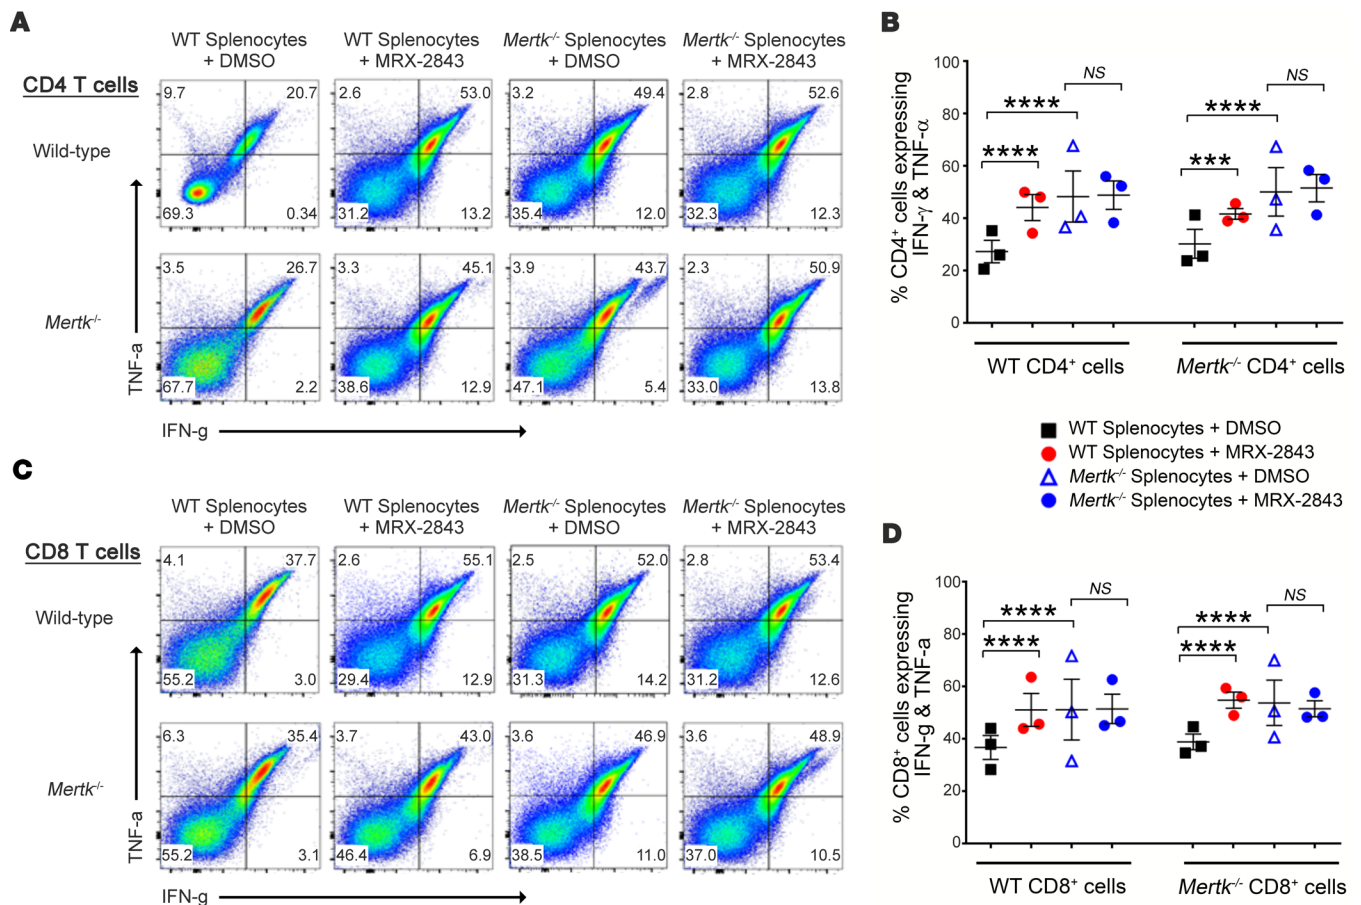 A
WT Splenocytes
+ DMSO
WT Splenocytes
+ MRX-2843
Mertk-/- Splenocytes
+ DMSO
Mertk-/- Splenocytes
+ MRX-2843
CD4 T cells
Wild-type
9.7 20.7
69.3 0.34
2.6 53.0
31.2 13.2
3.2 49.4
35.4 12.0
2.8 52.6
32.3 12.3
Mertk-/-
3.5 26.7
67.7 2.2
3.3 45.1
38.6 12.9
3.9 43.7
47.1 5.4
2.3 50.9
33.0 13.8
TNF-a
IFN-g
B
% CD4+ cells expressing
IFN-γ & TNF-α
100
80
60
40
20
0
****
****
NS
***
****
NS
WT CD4+ cells
Mertk-/- CD4+ cells
WT Splenocytes + DMSO
WT Splenocytes + MRX-2843
Mertk-/- Splenocytes + DMSO
Mertk-/- Splenocytes + MRX-2843
C
WT Splenocytes
+ DMSO
WT Splenocytes
+ MRX-2843
Mertk-/- Splenocytes
+ DMSO
Mertk-/- Splenocytes
+ MRX-2843
CD8 T cells
Wild-type
4.1 37.7
55.2 3.0
2.6 55.1
29.4 12.9
2.5 52.0
31.3 14.2
2.8 53.4
31.2 12.6
Mertk-/-
6.3 35.4
55.2 3.1
3.7 43.0
46.4 6.9
3.6 46.9
38.5 11.0
3.6 48.9
37.0 10.5
TNF-a
IFN-g
D
% CD8+ cells expressing
IFN-g & TNF-a
100
80
60
40
20
0
****
****
NS
****
****
NS
WT CD8+ cells
Mertk-/- CD8+ cells